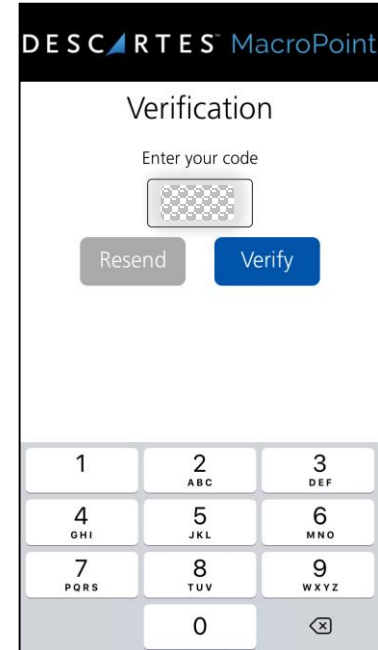 DESCARTES™ MacroPoint
Verification
Enter your code
Resend Verify
1 2 3
ABC DEF
4 5 6
GHI JKL MNO
7 8 9
PQRS TUV WXYZ
0